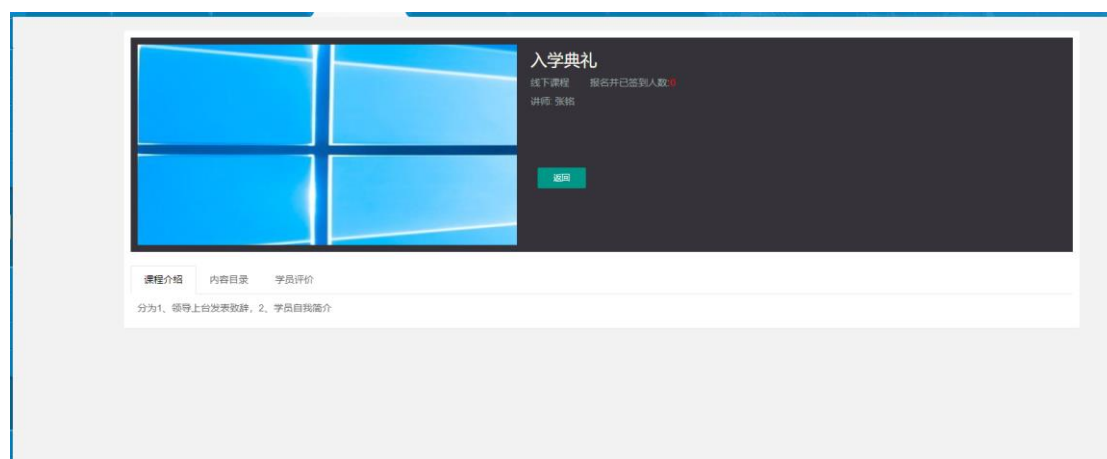 入学典礼
线下课程 报名并已签到人数:0
讲师: 张铭
返回
课程介绍 内容目录 学员评价
分为1、领导上台发表致辞，2、学员自我简介